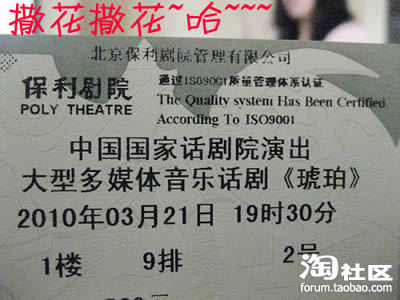 撒花撒花~哈~~~
北京保利剧院管理有限公司
保利剧院
POLY THEATRE
通过ISO9001质量管理体系认证
The Quality system Has Been Certified
According To ISO9001
中国国家话剧院演出
大型多媒体音乐话剧《琥珀》
2010年03月21日 19时30分
1楼 9排 2号
淘社区
forum.taobao.com